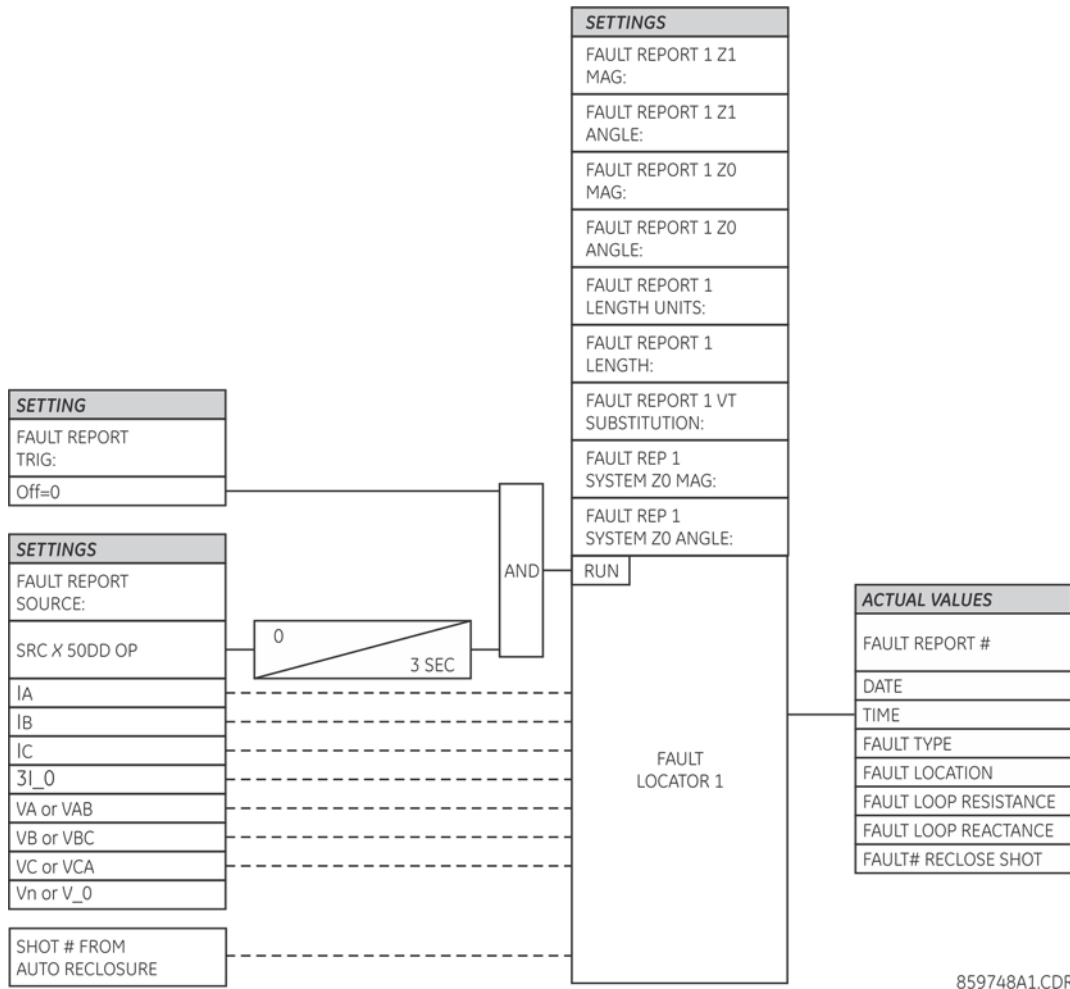 SETTINGS
FAULT REPORT 1 Z1
MAG:
FAULT REPORT 1 Z1
ANGLE:
FAULT REPORT 1 Z0
MAG:
FAULT REPORT 1 Z0
ANGLE:
FAULT REPORT 1
LENGTH UNITS:
FAULT REPORT 1
LENGTH:
FAULT REPORT 1 VT
SUBSTITUTION:
FAULT REP 1
SYSTEM Z0 MAG:
FAULT REP 1
SYSTEM Z0 ANGLE:
SETTING
FAULT REPORT
TRIG:
Off=0
SETTINGS
FAULT REPORT
SOURCE:
SRC X 50DD OP
IA
IB
IC
3I_0
VA or VAB
VB or VBC
VC or VCA
Vn or V_0
SHOT # FROM
AUTO RECLOSURE
0
3 SEC
AND
RUN
FAULT
LOCATOR 1
ACTUAL VALUES
FAULT REPORT #
DATE
TIME
FAULT TYPE
FAULT LOCATION
FAULT LOOP RESISTANCE
FAULT LOOP REACTANCE
FAULT# RECLOSE SHOT
859748A1.CDR